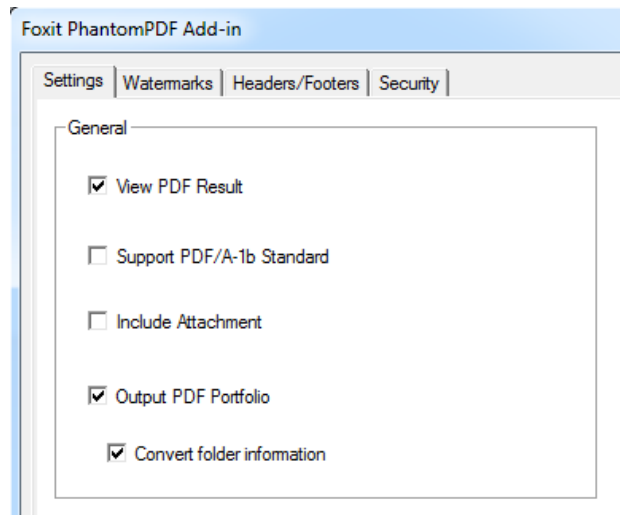 Foxit PhantomPDF Add-in
Settings Watermarks Headers/Footers Security
General
View PDF Result
Support PDF/A-1b Standard
Include Attachment
Output PDF Portfolio
Convert folder information